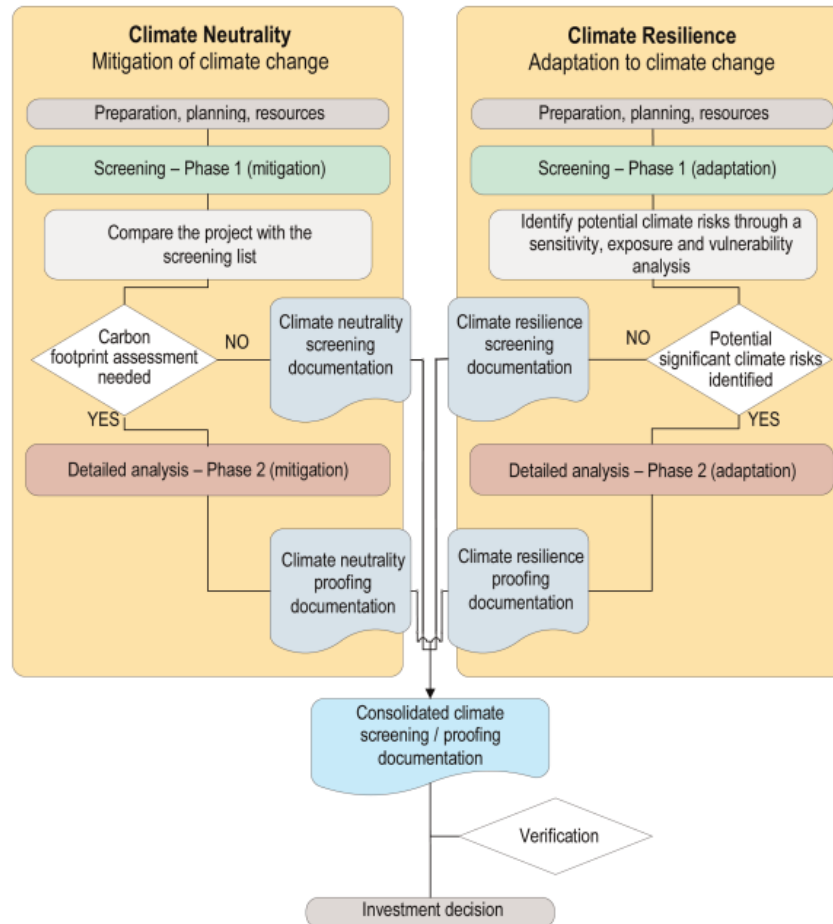 Climate Neutrality
Mitigation of climate change
Preparation, planning, resources
Screening – Phase 1 (mitigation)
Compare the project with the
screening list
Carbon
footprint assessment
needed
NO
Climate neutrality
screening
documentation
YES
Detailed analysis – Phase 2 (mitigation)
Climate neutrality
proofing
documentation
Climate Resilience
Adaptation to climate change
Preparation, planning, resources
Screening – Phase 1 (adaptation)
Identify potential climate risks through a
sensitivity, exposure and vulnerability
analysis
Climate resilience
screening
documentation
NO
Potential
significant climate risks
identified
YES
Detailed analysis – Phase 2 (adaptation)
Climate resilience
proofing
documentation
Consolidated climate
screening / proofing
documentation
Verification
Investment decision